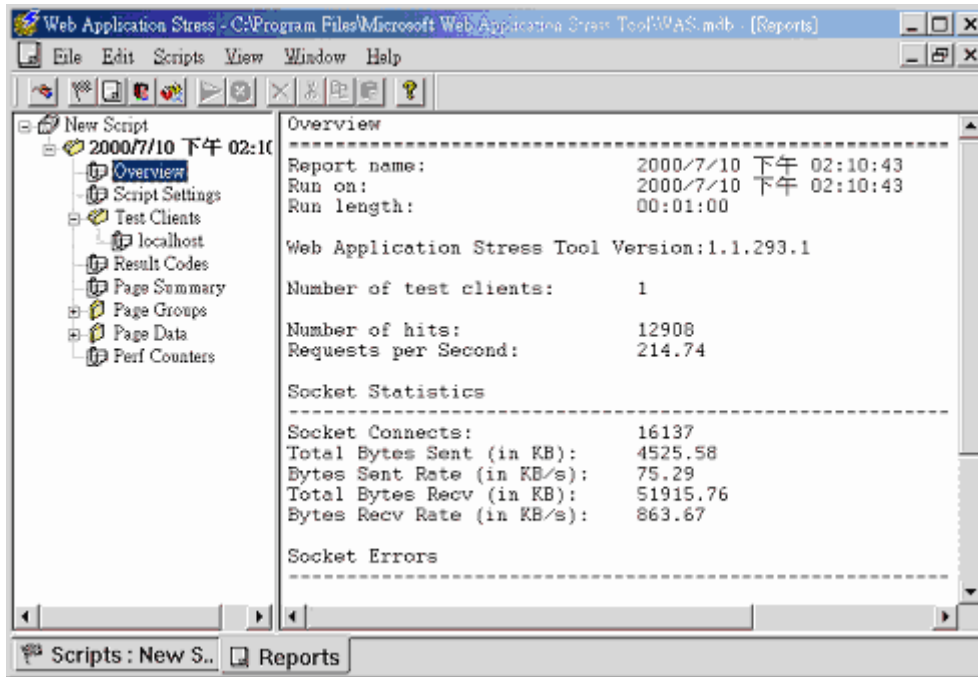 Web Application Stress - C:\Program Files\Microsoft Web Application Stress Tool\WAS.mdb - [Reports]
File Edit Scripts View Window Help
New Script
2000/7/10 下午 02:10
Overview
Script Settings
Test Clients
localhost
Result Codes
Page Summary
Page Groups
Page Data
Perf Counters
Overview
Report name: 2000/7/10 下午 02:10:43
Run on: 2000/7/10 下午 02:10:43
Run length: 00:01:00
Web Application Stress Tool Version:1.1.293.1
Number of test clients: 1
Number of hits: 12908
Requests per Second: 214.74
Socket Statistics
Socket Connects: 16137
Total Bytes Sent (in KB): 4525.58
Bytes Sent Rate (in KB/s): 75.29
Total Bytes Recv (in KB): 51915.76
Bytes Recv Rate (in KB/s): 863.67
Socket Errors
Scripts : New S.. Reports